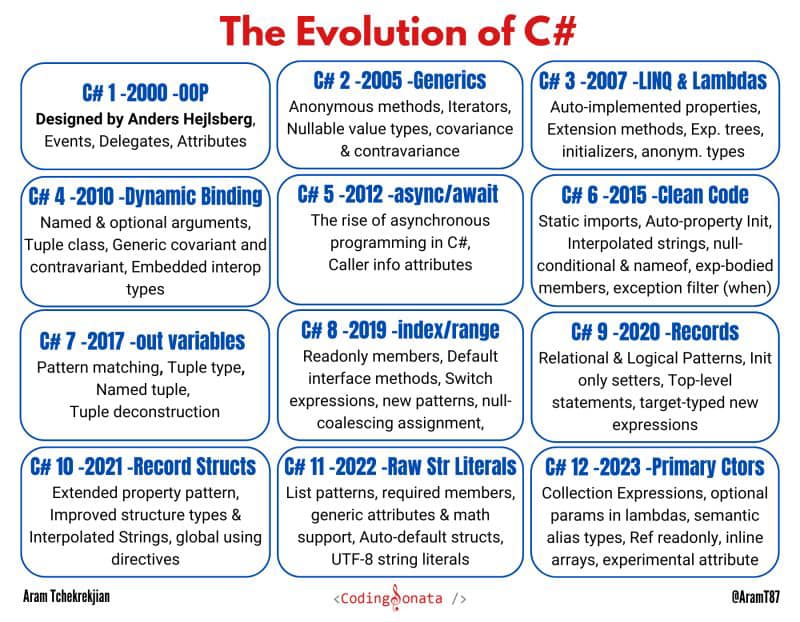 The Evolution of C#
C# 1 -2000 -OOP
Designed by Anders Hejlsberg,
Events, Delegates, Attributes
C# 2 -2005 -Generics
Anonymous methods, Iterators,
Nullable value types, covariance
& contravariance
C# 3 -2007 -LINQ & Lambdas
Auto-implemented properties,
Extension methods, Exp. trees,
initializers, anonym. types
C# 4 -2010 -Dynamic Binding
Named & optional arguments,
Tuple class, Generic covariant and
contravariant, Embedded interop
types
C# 5 -2012 -async/await
The rise of asynchronous
programming in C#,
Caller info attributes
C# 6 -2015 -Clean Code
Static imports, Auto-property Init,
Interpolated strings, null-
conditional & nameof, exp-bodied
members, exception filter (when)
C# 7 -2017 -out variables
Pattern matching, Tuple type,
Named tuple,
Tuple deconstruction
C# 8 -2019 -index/range
Readonly members, Default
interface methods, Switch
expressions, new patterns, null-
coalescing assignment,
C# 9 -2020 -Records
Relational & Logical Patterns, Init
only setters, Top-level
statements, target-typed new
expressions
C# 10 -2021 -Record Structs
Extended property pattern,
Improved structure types &
Interpolated Strings, global using
directives
C# 11 -2022 -Raw Str Literals
List patterns, required members,
generic attributes & math
support, Auto-default structs,
UTF-8 string literals
C# 12 -2023 -Primary Ctors
Collection Expressions, optional
params in lambdas, semantic
alias types, Ref readonly, inline
arrays, experimental attribute
Aram Tchekrekjian
<CodingSonata />
@AramT87